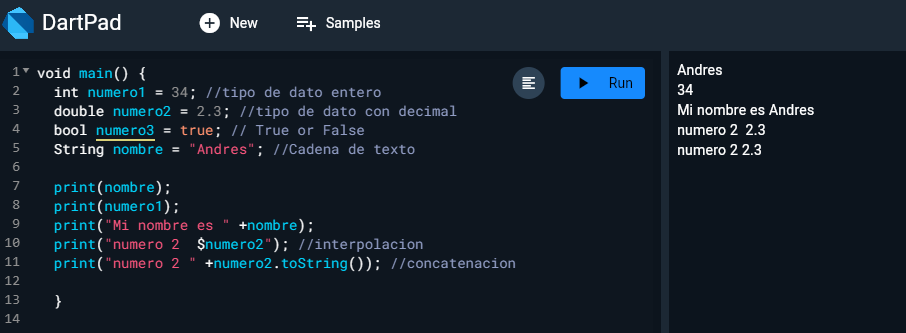 DartPad New Samples
Run
1 void main() {
2 int numero1 = 34; //tipo de dato entero
3 double numero2 = 2.3; //tipo de dato con decimal
4 bool numero3 = true; // True or False
5 String nombre = "Andres"; //Cadena de texto
6
7 print(nombre);
8 print(numero1);
9 print("Mi nombre es " +nombre);
10 print("numero 2  $numero2"); //interpolacion
11 print("numero 2 " +numero2.toString()); //concatenacion
12
13 }
14
Andres
34
Mi nombre es Andres
numero 2  2.3
numero 2 2.3